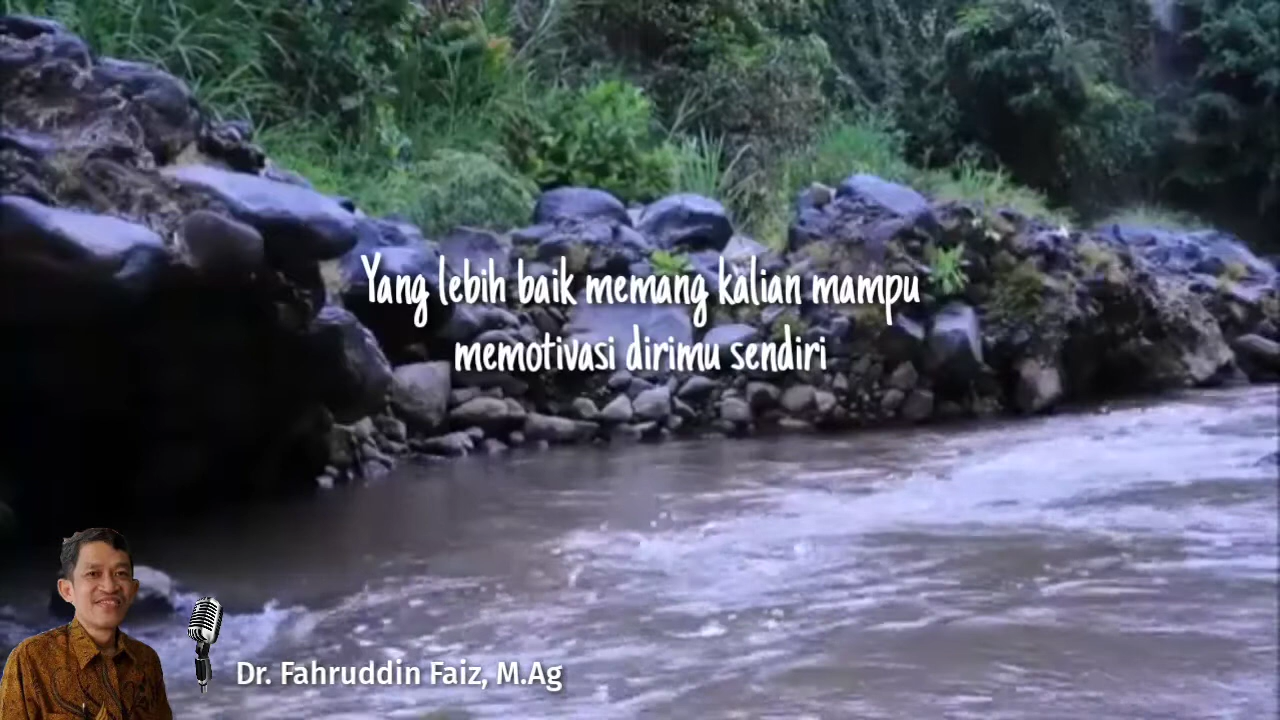 Yang lebih baik memang kalian mampu
memotivasi dirimu sendiri
Dr. Fahruddin Faiz, M.Ag